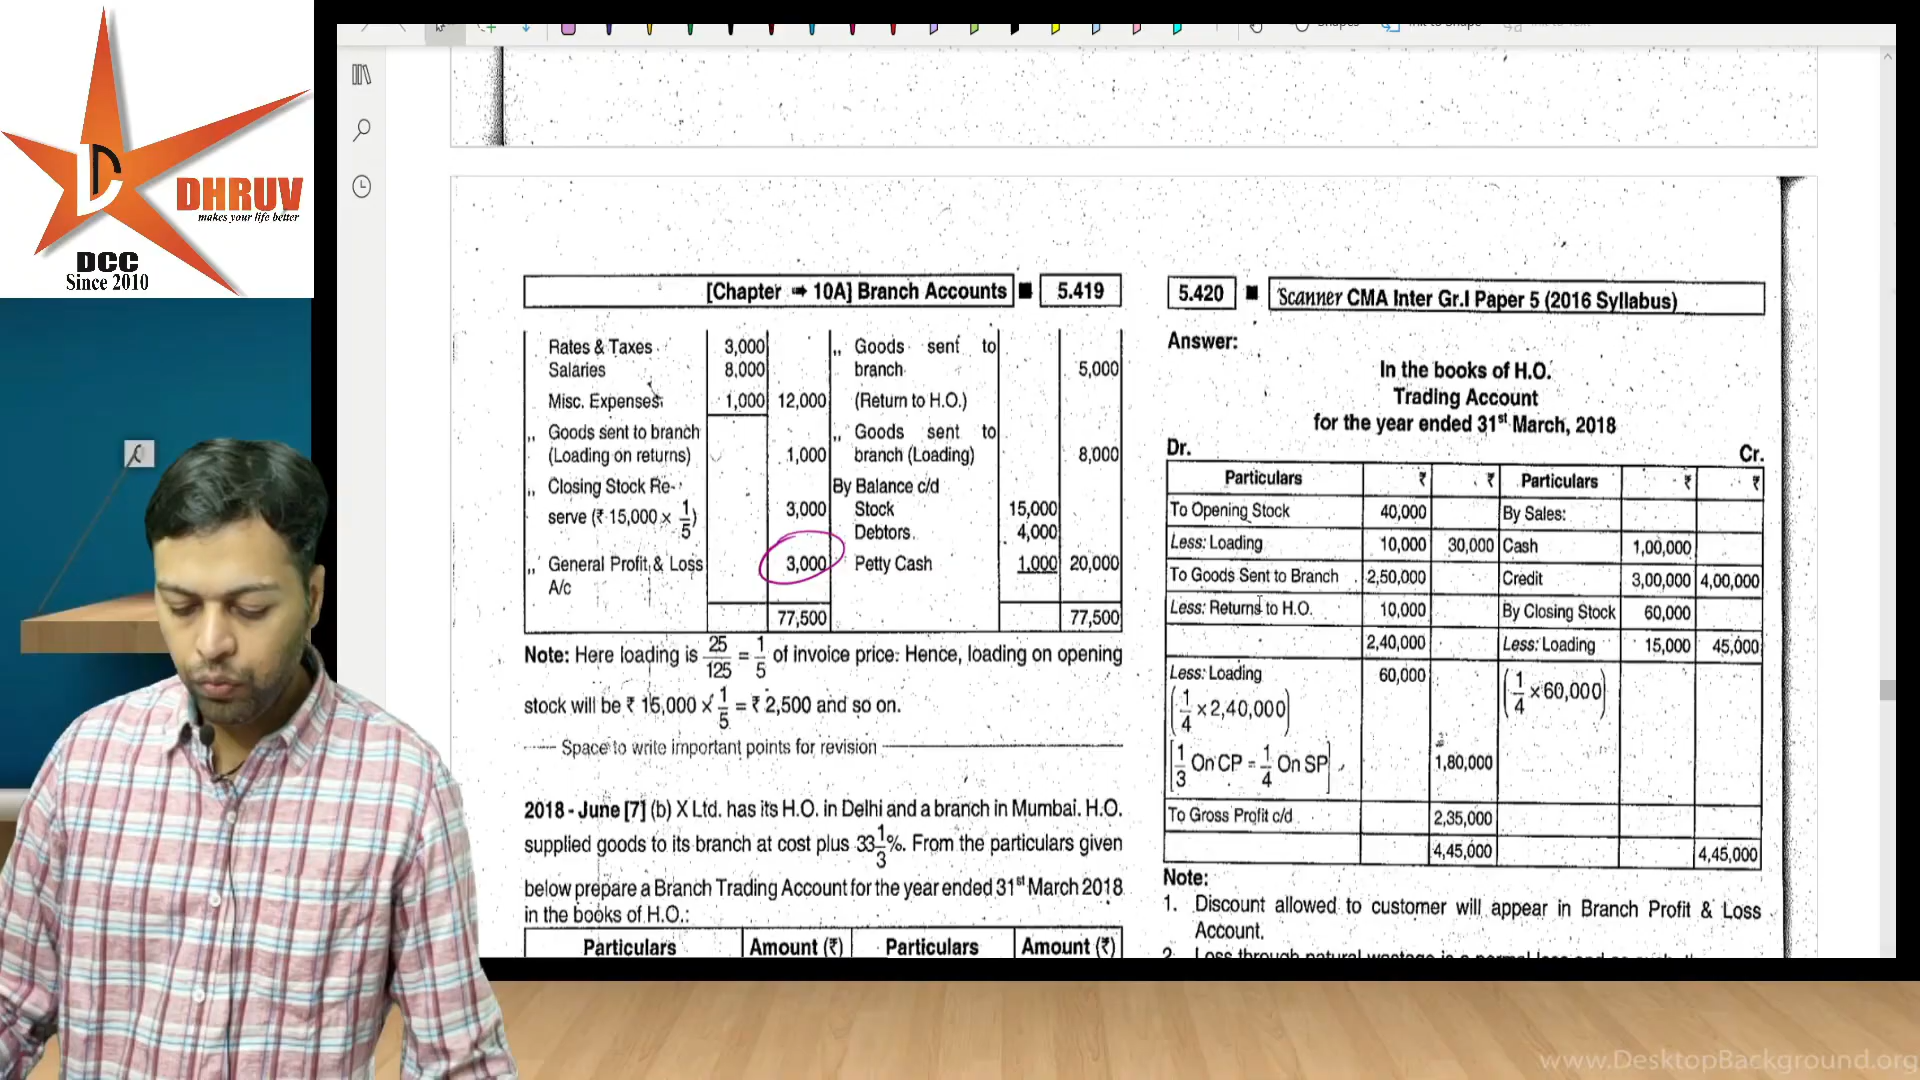 DHRUV
makes your life better
DCC
Since 2010
[Chapter ➡ 10A] Branch Accounts ■ 5.419
Rates & Taxes 3,000 ,, Goods sent to
Salaries 8,000 branch 5,000
Misc. Expenses 1,000 12,000 (Return to H.O.)
,, Goods sent to branch ,, Goods sent to
(Loading on returns) 1,000 branch (Loading) 8,000
,, Closing Stock Re- By Balance c/d
serve (₹ 15,000 × 1/5) 3,000 Stock 15,000
Debtors 4,000
,, General Profit & Loss 3,000 Petty Cash 1,000 20,000
A/c
77,500 77,500
Note: Here loading is 25/125 = 1/5 of invoice price: Hence, loading on opening
stock will be ₹ 15,000 × 1/5 = ₹ 2,500 and so on.
Space to write important points for revision
2018 - June [7] (b) X Ltd. has its H.O. in Delhi and a branch in Mumbai. H.O.
supplied goods to its branch at cost plus 33 1/3%. From the particulars given
below prepare a Branch Trading Account for the year ended 31st March 2018
in the books of H.O.:
Particulars Amount (₹) Particulars Amount (₹)
5.420 ■ Scanner CMA Inter Gr.I Paper 5 (2016 Syllabus)
Answer:
In the books of H.O.
Trading Account
for the year ended 31st March, 2018
Dr. Cr.
Particulars ₹ ₹ Particulars ₹ ₹
To Opening Stock 40,000 By Sales:
Less: Loading 10,000 30,000 Cash 1,00,000
To Goods Sent to Branch 2,50,000 Credit 3,00,000 4,00,000
Less: Returns to H.O. 10,000 By Closing Stock 60,000
2,40,000 Less: Loading 15,000 45,000
Less: Loading 60,000 (1/4 × 60,000)
(1/4 × 2,40,000)
[1/3 On CP = 1/4 On SP] 1,80,000
To Gross Profit c/d 2,35,000
4,45,000 4,45,000
Note:
1. Discount allowed to customer will appear in Branch Profit & Loss
Account.
2. Loss through natural wastage is a normal loss and as such
www.DesktopBackground.org